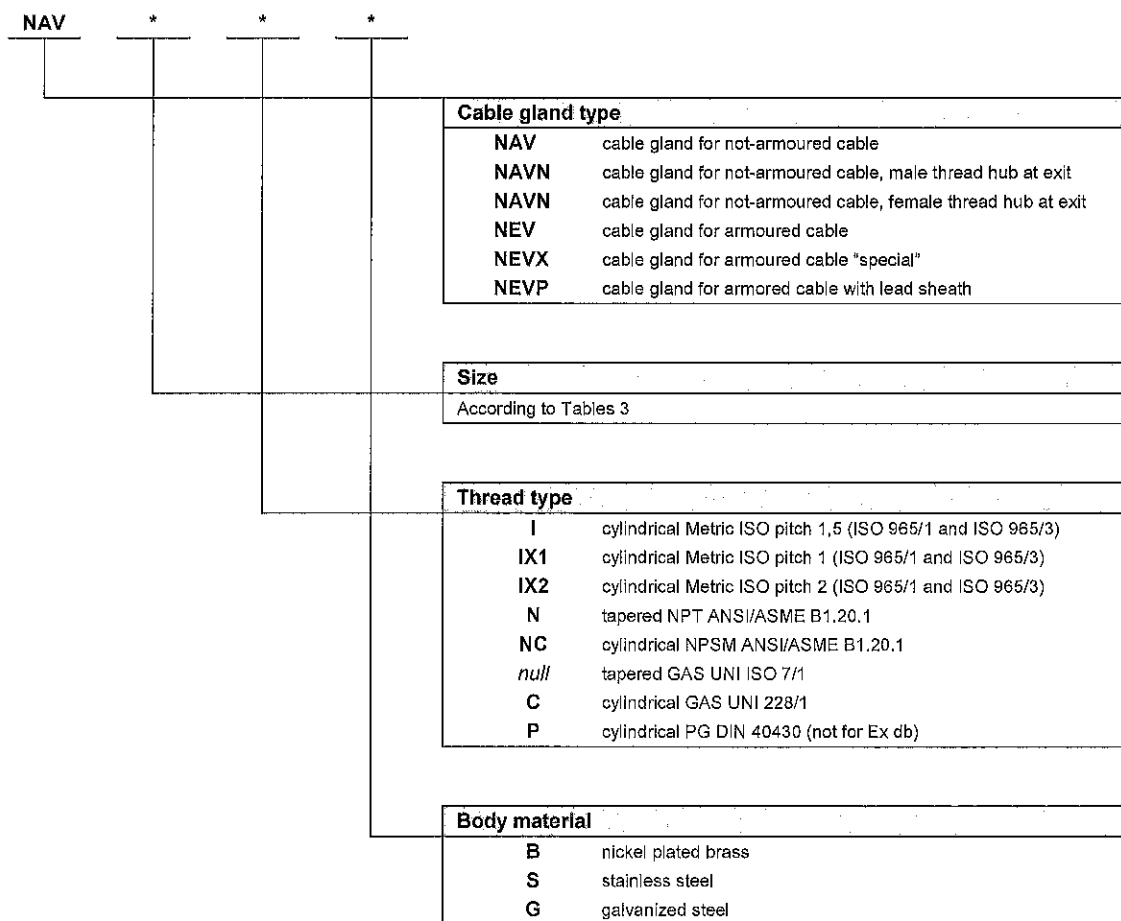 NAV * * *
Cable gland type
NAV cable gland for not-armoured cable
NAVN cable gland for not-armoured cable, male thread hub at exit
NAVN cable gland for not-armoured cable, female thread hub at exit
NEV cable gland for armoured cable
NEVX cable gland for armoured cable "special"
NEVP cable gland for armored cable with lead sheath
Size
According to Tables 3
Thread type
I cylindrical Metric ISO pitch 1,5 (ISO 965/1 and ISO 965/3)
IX1 cylindrical Metric ISO pitch 1 (ISO 965/1 and ISO 965/3)
IX2 cylindrical Metric ISO pitch 2 (ISO 965/1 and ISO 965/3)
N tapered NPT ANSI/ASME B1.20.1
NC cylindrical NPSM ANSI/ASME B1.20.1
null tapered GAS UNI ISO 7/1
C cylindrical GAS UNI 228/1
P cylindrical PG DIN 40430 (not for Ex db)
Body material
B nickel plated brass
S stainless steel
G galvanized steel